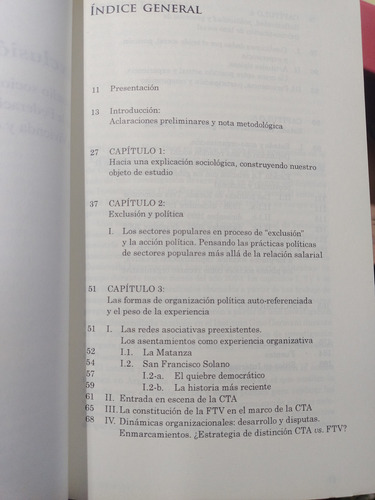 ÍNDICE GENERAL
11 Presentación
13 Introducción:
Aclaraciones preliminares y nota metodológica
27 CAPÍTULO 1:
Hacia una explicación sociológica, construyendo nuestro
objeto de estudio
37 CAPÍTULO 2:
Exclusión y política
I. Los sectores populares en proceso de "exclusión"
y la acción política. Pensando las prácticas políticas
de sectores populares más allá de la relación salarial
51 CAPÍTULO 3:
Las formas de organización política auto-referenciada
y el peso de la experiencia
51 I. Las redes asociativas preexistentes.
Los asentamientos como experiencia organizativa
52 I.1. La Matanza
54 I.2. San Francisco Solano
57 I.2-a. El quiebre democrático
59 I.2-b. La historia más reciente
61 II. Entrada en escena de la CTA
65 III. La constitución de la FTV en el marco de la CTA
68 IV. Dinámicas organizacionales: desarrollo y disputas.
Enmarcamientos. ¿Estrategia de distinción CTA vs. FTV?